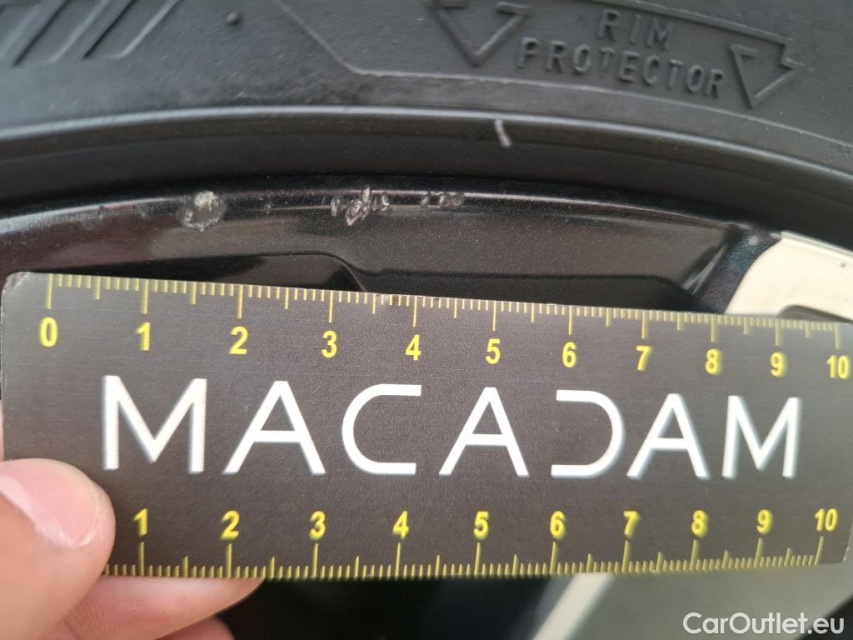 RIM
PROTECTOR
0 1 2 3 4 5 6 7 8 9 10
MACADAM
1 2 3 4 5 6 7 8 9 10
CarOutlet.eu